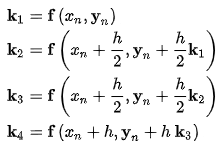 k₁ = f (xₙ, yₙ)
k₂ = f (xₙ + h/2, yₙ + h/2 k₁)
k₃ = f (xₙ + h/2, yₙ + h/2 k₂)
k₄ = f (xₙ + h, yₙ + h k₃)